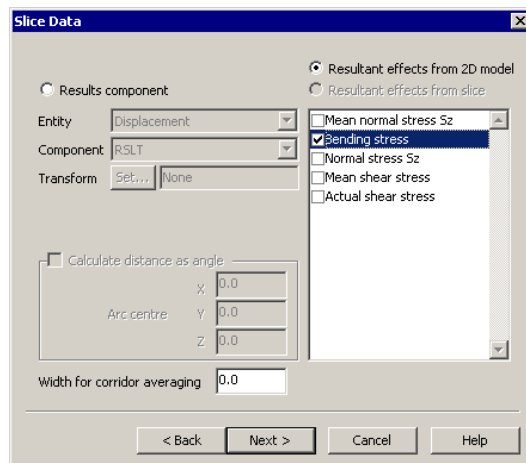 Slice Data
Resultant effects from 2D model
Results component
Resultant effects from slice
Entity Displacement
Component RSLT
Transform Set... None
Mean normal stress Sz
Bending stress
Normal stress Sz
Mean shear stress
Actual shear stress
Calculate distance as angle
X 0.0
Arc centre Y 0.0
Z 0.0
Width for corridor averaging 0.0
< Back Next > Cancel Help